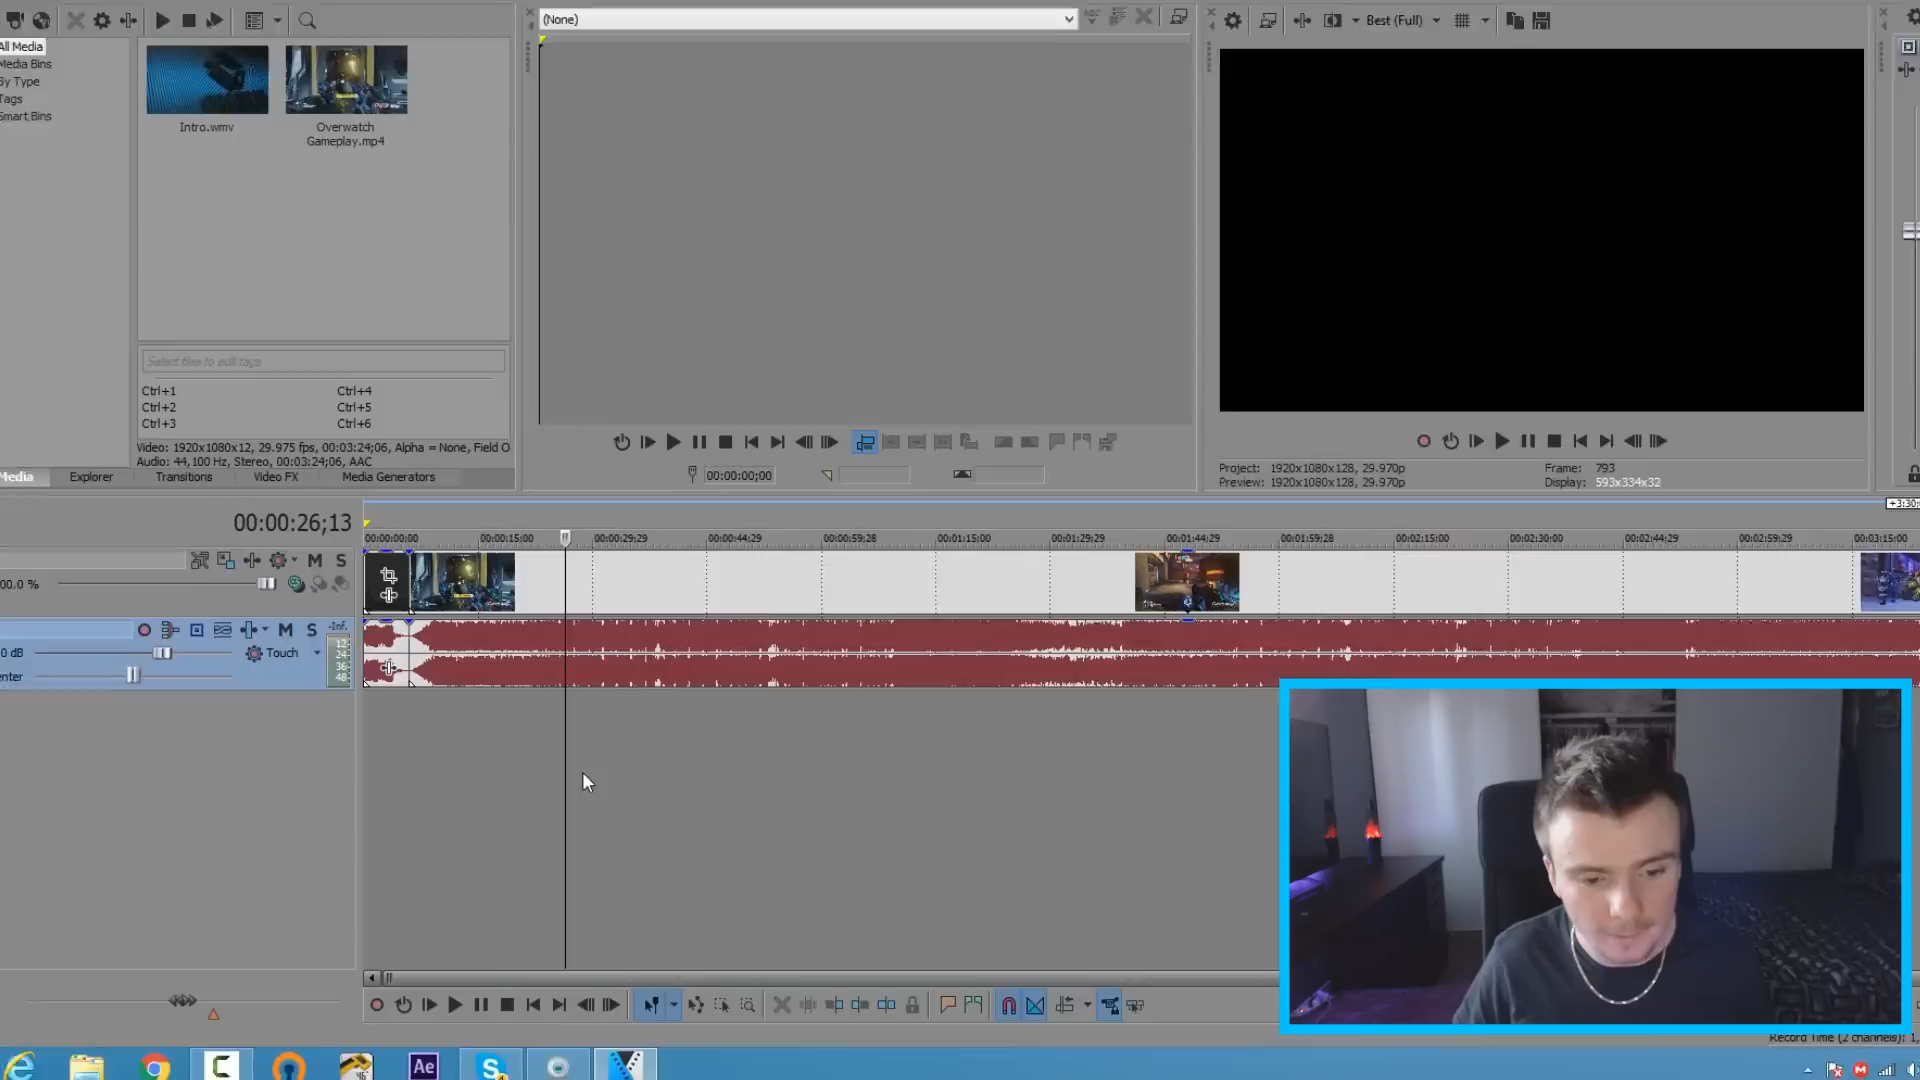 (None)
Best (Full)
All Media
Media Bins
By Type
Tags
Smart Bins
Intro.wmv
Overwatch
Gameplay.mp4
Select files to edit tags
Ctrl+1
Ctrl+4
Ctrl+2
Ctrl+5
Ctrl+3
Ctrl+6
Video: 1920x1080x12, 29.975 fps, 00:03:24;06, Alpha = None, Field O
Audio: 44,100 Hz, Stereo, 00:03:24;06, AAC
Media
Explorer
Transitions
Video FX
Media Generators
00:00:00;00
Project: 1920x1080x128, 29.970p
Frame: 793
Preview: 1920x1080x128, 29.970p
Display: 593x334x32
+3:30:
00:00:26;13
00:00:00;00
00:00:15;00
00:00:29;29
00:00:44;29
00:00:59;28
00:01:15;00
00:01:29;29
00:01:44;29
00:01:59;28
00:02:15;00
00:02:30;00
00:02:44;29
00:02:59;29
00:03:15;00
M S
00.0 %
M S
-Inf.
12
24
36
48
0 dB
Touch
nter
Record Time (2 channels): 1,
Ae